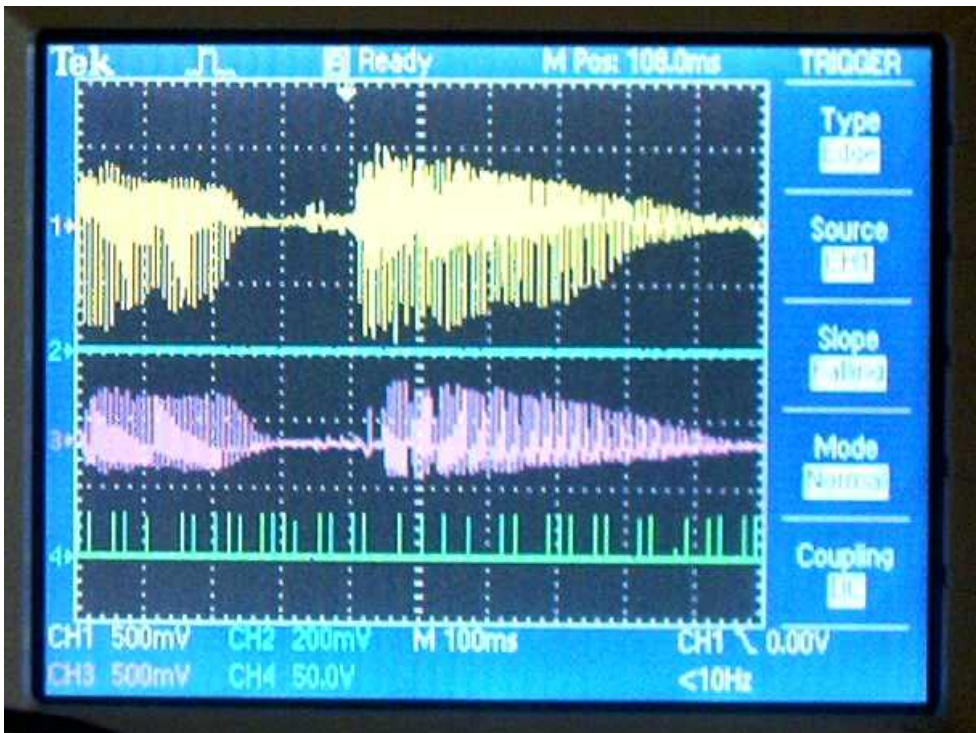 Tek Ready M Pos: 108.0ms TRIGGER
Type
Edge
Source
CH1
Slope
Falling
Mode
Normal
Coupling
DC
1
2
3
4
CH1 500mV CH2 200mV M 100ms CH1 0.00V
CH3 500mV CH4 50.0V <10Hz